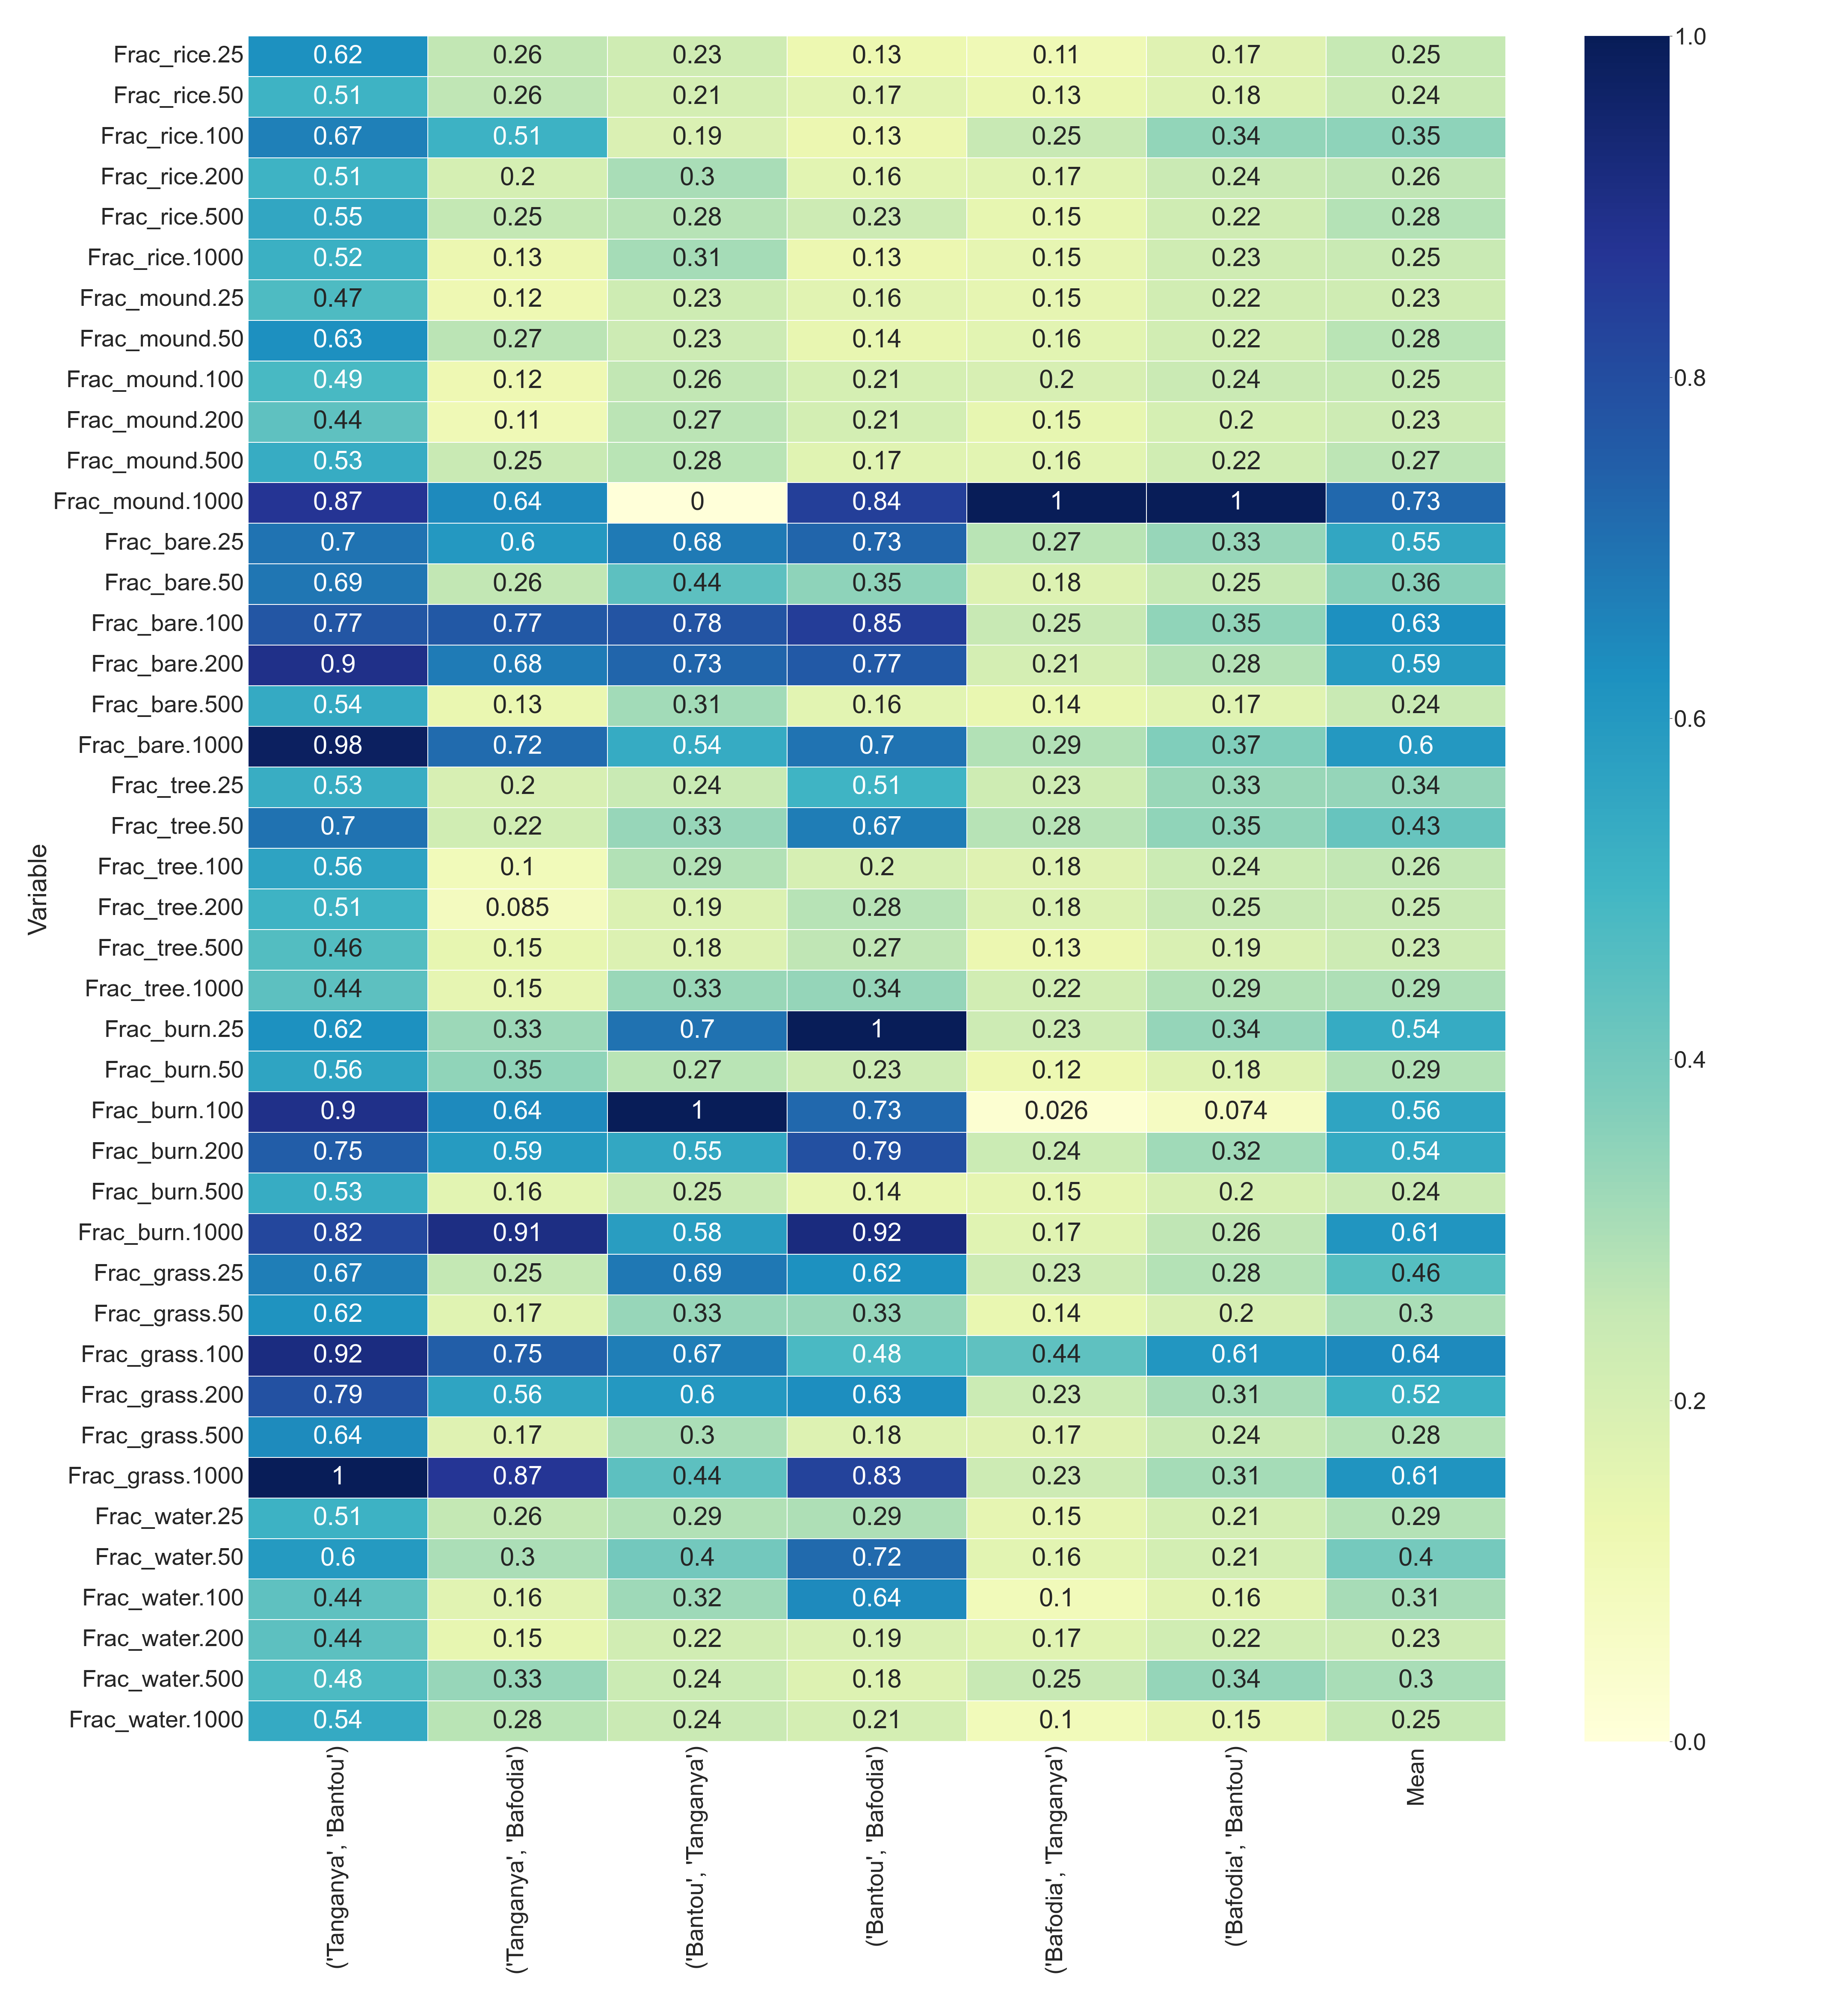 Variable
Frac_rice.25 0.62 0.26 0.23 0.13 0.11 0.17 0.25
Frac_rice.50 0.51 0.26 0.21 0.17 0.13 0.18 0.24
Frac_rice.100 0.67 0.51 0.19 0.13 0.25 0.34 0.35
Frac_rice.200 0.51 0.2 0.3 0.16 0.17 0.24 0.26
Frac_rice.500 0.55 0.25 0.28 0.23 0.15 0.22 0.28
Frac_rice.1000 0.52 0.13 0.31 0.13 0.15 0.23 0.25
Frac_mound.25 0.47 0.12 0.23 0.16 0.15 0.22 0.23
Frac_mound.50 0.63 0.27 0.23 0.14 0.16 0.22 0.28
Frac_mound.100 0.49 0.12 0.26 0.21 0.2 0.24 0.25
Frac_mound.200 0.44 0.11 0.27 0.21 0.15 0.2 0.23
Frac_mound.500 0.53 0.25 0.28 0.17 0.16 0.22 0.27
Frac_mound.1000 0.87 0.64 0 0.84 1 1 0.73
Frac_bare.25 0.7 0.6 0.68 0.73 0.27 0.33 0.55
Frac_bare.50 0.69 0.26 0.44 0.35 0.18 0.25 0.36
Frac_bare.100 0.77 0.77 0.78 0.85 0.25 0.35 0.63
Frac_bare.200 0.9 0.68 0.73 0.77 0.21 0.28 0.59
Frac_bare.500 0.54 0.13 0.31 0.16 0.14 0.17 0.24
Frac_bare.1000 0.98 0.72 0.54 0.7 0.29 0.37 0.6
Frac_tree.25 0.53 0.2 0.24 0.51 0.23 0.33 0.34
Frac_tree.50 0.7 0.22 0.33 0.67 0.28 0.35 0.43
Frac_tree.100 0.56 0.1 0.29 0.2 0.18 0.24 0.26
Frac_tree.200 0.51 0.085 0.19 0.28 0.18 0.25 0.25
Frac_tree.500 0.46 0.15 0.18 0.27 0.13 0.19 0.23
Frac_tree.1000 0.44 0.15 0.33 0.34 0.22 0.29 0.29
Frac_burn.25 0.62 0.33 0.7 1 0.23 0.34 0.54
Frac_burn.50 0.56 0.35 0.27 0.23 0.12 0.18 0.29
Frac_burn.100 0.9 0.64 1 0.73 0.026 0.074 0.56
Frac_burn.200 0.75 0.59 0.55 0.79 0.24 0.32 0.54
Frac_burn.500 0.53 0.16 0.25 0.14 0.15 0.2 0.24
Frac_burn.1000 0.82 0.91 0.58 0.92 0.17 0.26 0.61
Frac_grass.25 0.67 0.25 0.69 0.62 0.23 0.28 0.46
Frac_grass.50 0.62 0.17 0.33 0.33 0.14 0.2 0.3
Frac_grass.100 0.92 0.75 0.67 0.48 0.44 0.61 0.64
Frac_grass.200 0.79 0.56 0.6 0.63 0.23 0.31 0.52
Frac_grass.500 0.64 0.17 0.3 0.18 0.17 0.24 0.28
Frac_grass.1000 1 0.87 0.44 0.83 0.23 0.31 0.61
Frac_water.25 0.51 0.26 0.29 0.29 0.15 0.21 0.29
Frac_water.50 0.6 0.3 0.4 0.72 0.16 0.21 0.4
Frac_water.100 0.44 0.16 0.32 0.64 0.1 0.16 0.31
Frac_water.200 0.44 0.15 0.22 0.19 0.17 0.22 0.23
Frac_water.500 0.48 0.33 0.24 0.18 0.25 0.34 0.3
Frac_water.1000 0.54 0.28 0.24 0.21 0.1 0.15 0.25
('Tanganya', 'Bantou')
('Tanganya', 'Bafodia')
('Bantou', 'Tanganya')
('Bantou', 'Bafodia')
('Bafodia', 'Tanganya')
('Bafodia', 'Bantou')
Mean
1.0
0.8
0.6
0.4
0.2
0.0